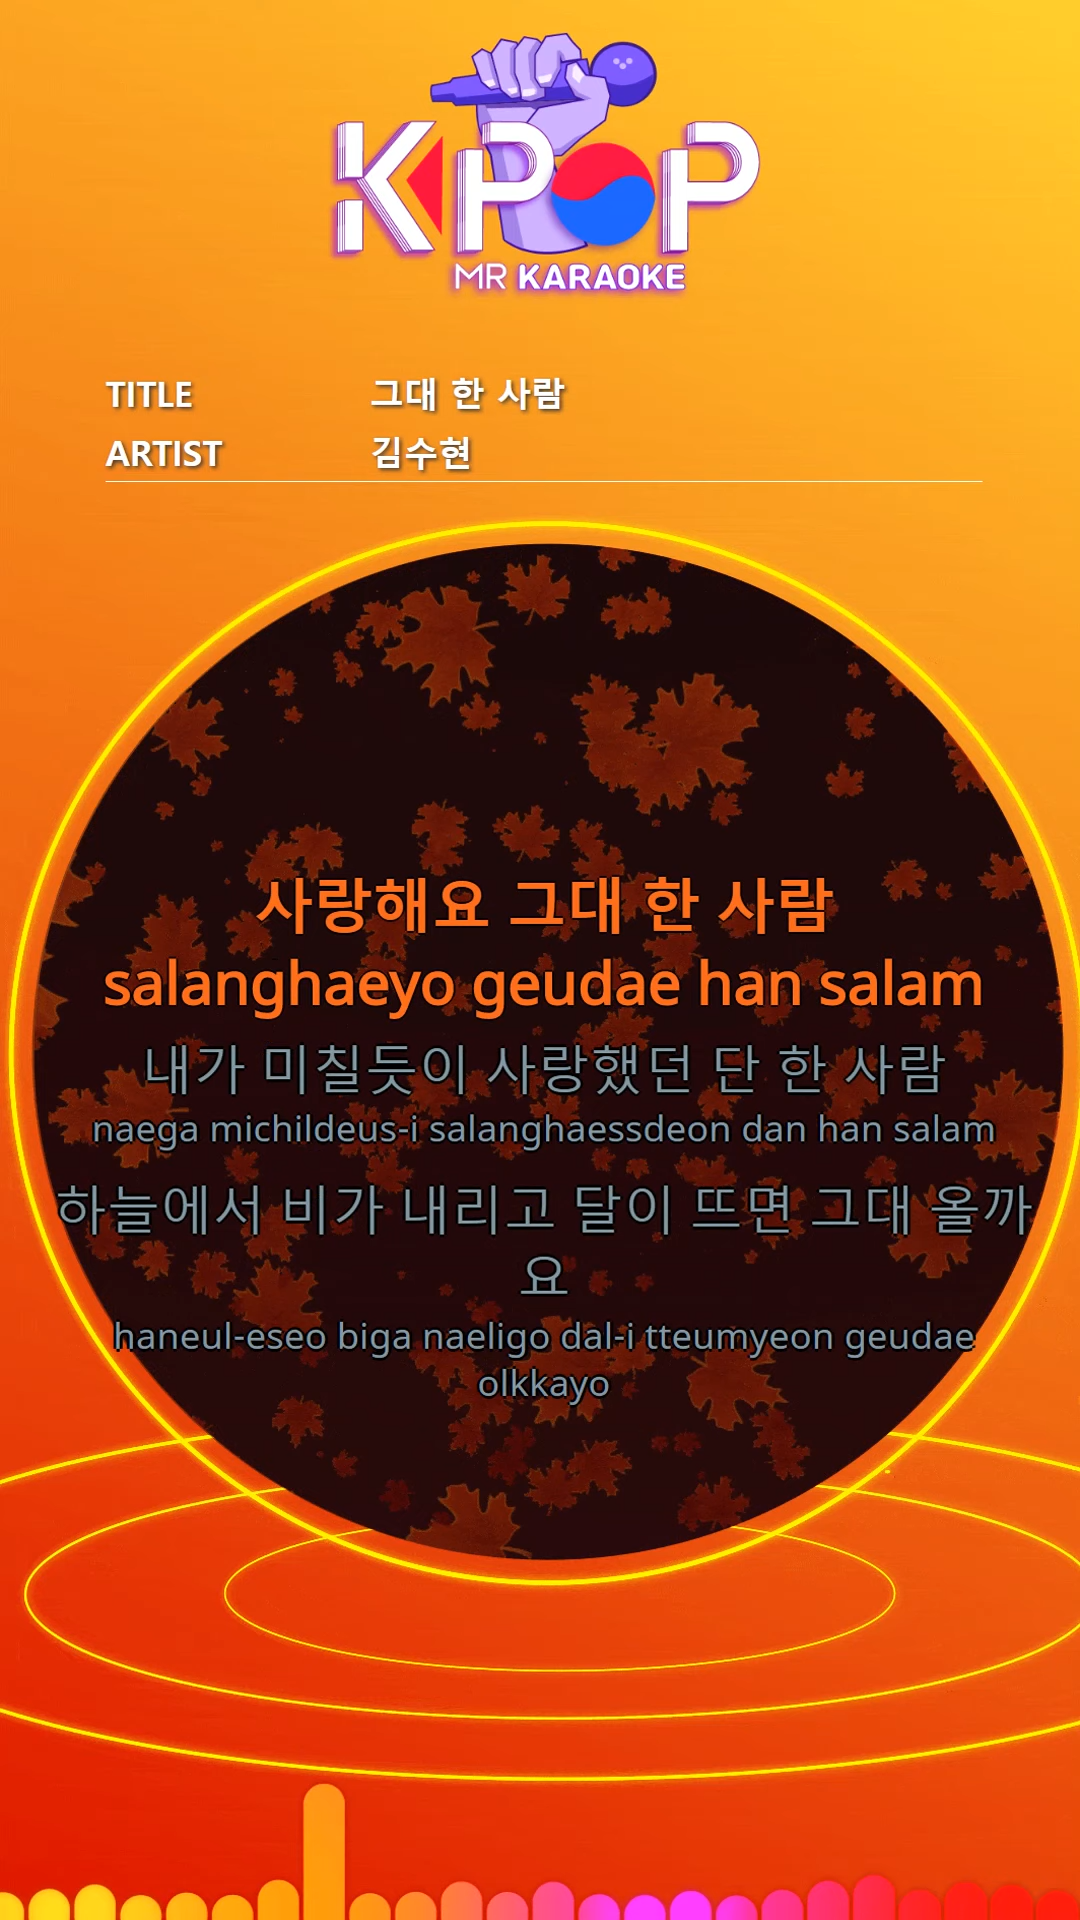 KPOP
MR KARAOKE
TITLE 그대 한 사람
ARTIST 김수현
사랑해요 그대 한 사람
salanghaeyo geudae han salam
내가 미칠듯이 사랑했던 단 한 사람
naega michildeus-i salanghaessdeon dan han salam
하늘에서 비가 내리고 달이 뜨면 그대 올까
요
haneul-eseo biga naeligo dal-i tteumyeon geudae
olkkayo